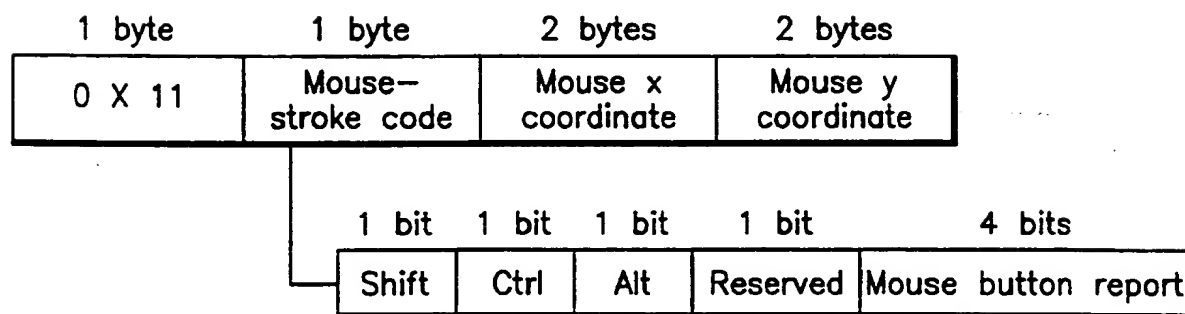 1 byte 1 byte 2 bytes 2 bytes
0 X 11 Mouse– Mouse x Mouse y
stroke code coordinate coordinate
1 bit 1 bit 1 bit 1 bit 4 bits
Shift Ctrl Alt Reserved Mouse button report